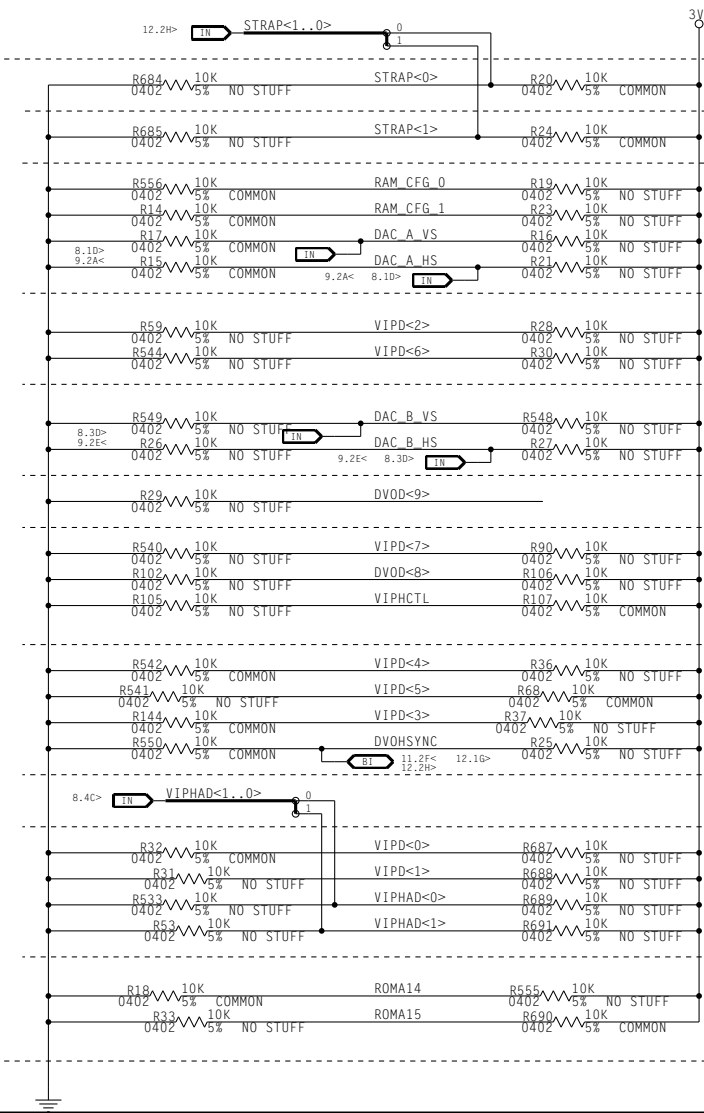 3V
12.2H> IN STRAP<1..0> 0
1
R684 10K STRAP<0> R20 10K
0402 5% NO STUFF 0402 5% COMMON
R685 10K STRAP<1> R24 10K
0402 5% NO STUFF 0402 5% COMMON
R556 10K RAM_CFG_0 R19 10K
0402 5% COMMON 0402 5% NO STUFF
R14 10K RAM_CFG_1 R23 10K
0402 5% COMMON 0402 5% NO STUFF
R17 10K DAC_A_VS R16 10K
8.1D> 0402 5% COMMON IN 0402 5% NO STUFF
9.2A< R15 10K DAC_A_HS R21 10K
0402 5% COMMON 9.2A< 8.1D> IN 0402 5% NO STUFF
R59 10K VIPD<2> R28 10K
0402 5% NO STUFF 0402 5% NO STUFF
R544 10K VIPD<6> R30 10K
0402 5% NO STUFF 0402 5% NO STUFF
R549 10K DAC_B_VS R548 10K
8.3D> 0402 5% NO STUFF IN 0402 5% NO STUFF
9.2E< R26 10K DAC_B_HS R27 10K
0402 5% NO STUFF 9.2E< 8.3D> IN 0402 5% NO STUFF
R29 10K DVOD<9>
0402 5% NO STUFF
R540 10K VIPD<7> R90 10K
0402 5% NO STUFF 0402 5% NO STUFF
R102 10K DVOD<8> R106 10K
0402 5% NO STUFF 0402 5% NO STUFF
R105 10K VIPHCTL R107 10K
0402 5% NO STUFF 0402 5% COMMON
R542 10K VIPD<4> R36 10K
0402 5% COMMON 0402 5% NO STUFF
R541 10K VIPD<5> R68 10K
0402 5% NO STUFF 0402 5% COMMON
R144 10K VIPD<3> R37 10K
0402 5% COMMON 0402 5% NO STUFF
R550 10K DVOHSYNC R25 10K
0402 5% COMMON BI 11.2F< 12.1G> 0402 5% NO STUFF
12.2H>
8.4C> IN VIPHAD<1..0> 0
1
R32 10K VIPD<0> R687 10K
0402 5% COMMON 0402 5% NO STUFF
R31 10K VIPD<1> R688 10K
0402 5% NO STUFF 0402 5% NO STUFF
R533 10K VIPHAD<0> R689 10K
0402 5% NO STUFF 0402 5% NO STUFF
R53 10K VIPHAD<1> R691 10K
0402 5% NO STUFF 0402 5% NO STUFF
R18 10K ROMA14 R555 10K
0402 5% COMMON 0402 5% NO STUFF
R33 10K ROMA15 R690 10K
0402 5% NO STUFF 0402 5% COMMON